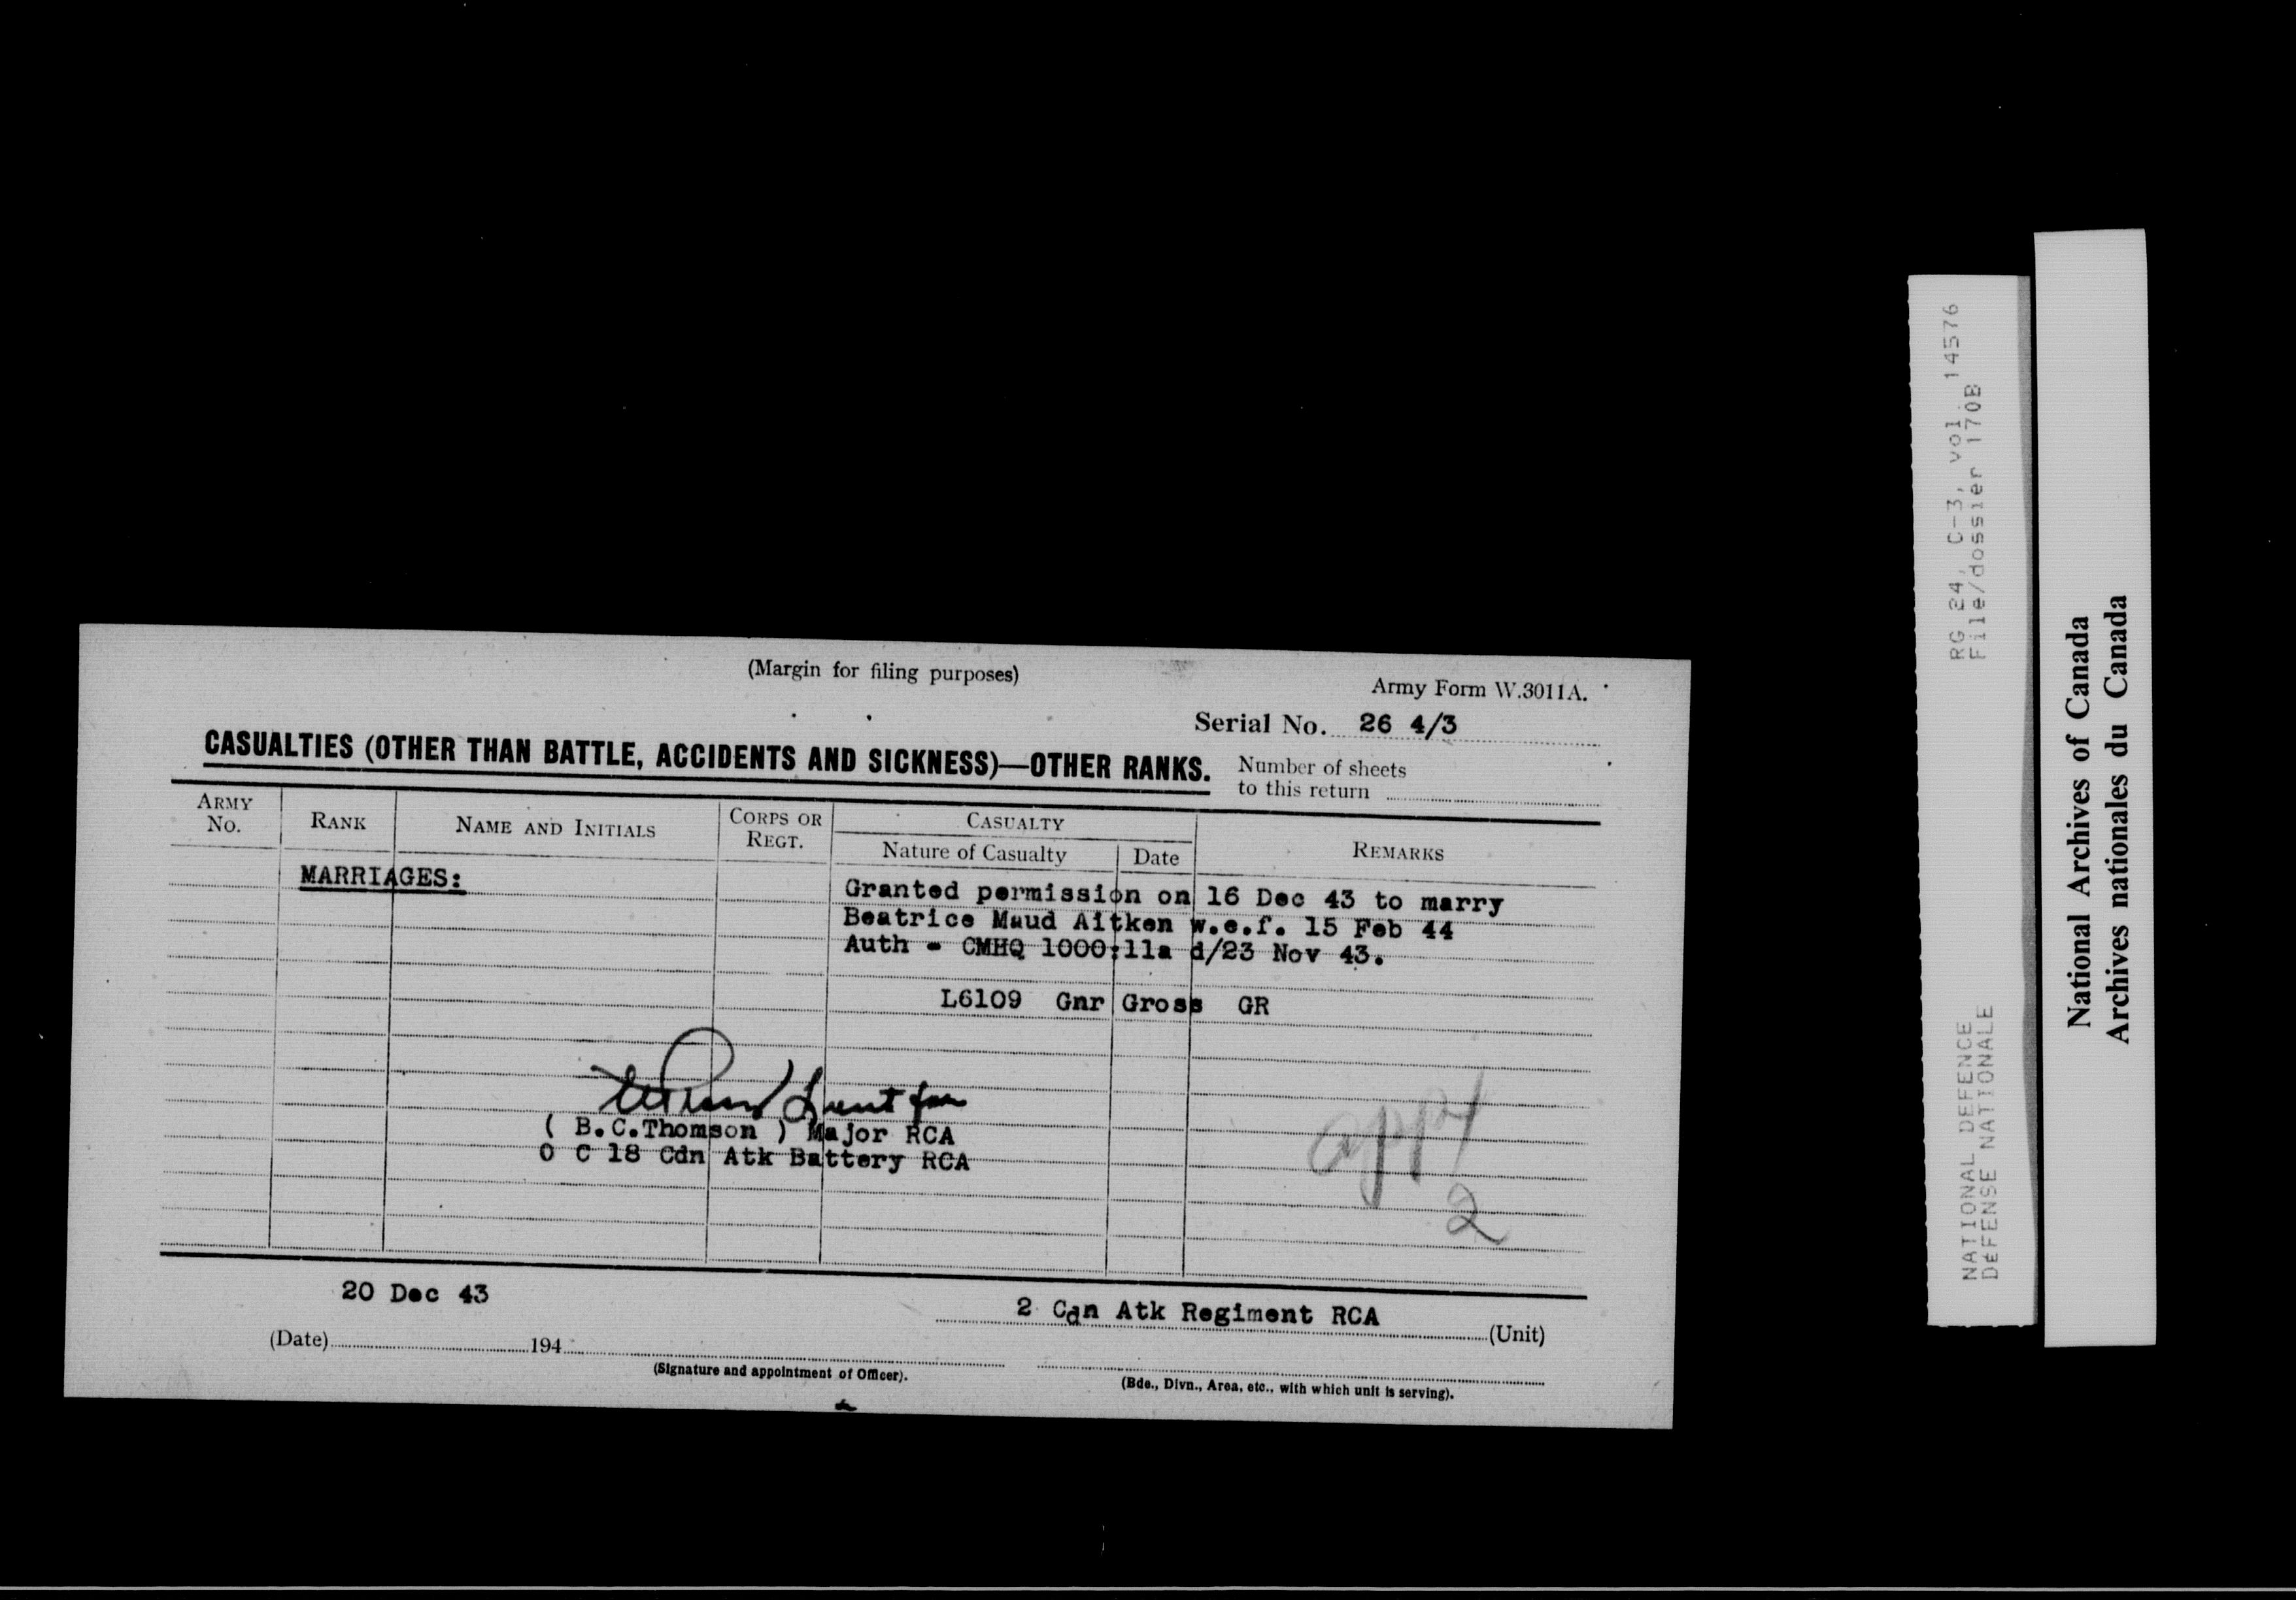 (Margin for filing purposes)
Army Form W.3011A.
Serial No. 26 4/3
CASUALTIES (OTHER THAN BATTLE, ACCIDENTS AND SICKNESS)—OTHER RANKS.
Number of sheets
to this return
ARMY
No.
RANK
NAME AND INITIALS
CORPS OR
REGT.
CASUALTY
Nature of Casualty
Date
REMARKS
MARRIAGES:
Granted permission on 16 Dec 43 to marry
Beatrice Maud Aitken w.e.f. 15 Feb 44
Auth - CMHQ 1000:11a d/23 Nov 43.
L6109 Gnr Gross GR
Lieut for
( B.C.Thomson ) Major RCA
O C 18 Cdn Atk Battery RCA
appx
2
20 Dec 43
2 Cdn Atk Regiment RCA (Unit)
(Date) 194
(Signature and appointment of Officer).
(Bde., Divn., Area, etc., with which unit is serving).
RG 24, C-3, vol. 14576
File/dossier 170B
NATIONAL DEFENCE
DÉFENSE NATIONALE
National Archives of Canada
Archives nationales du Canada